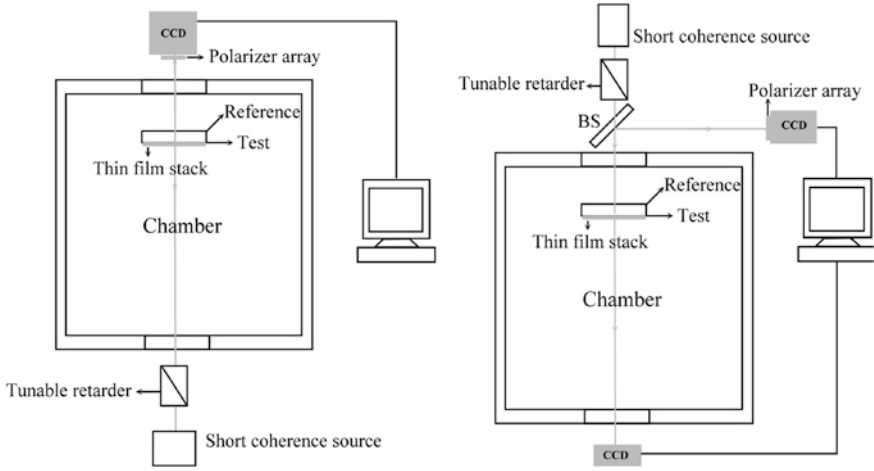 CCD
Polarizer array
Reference
Test
Thin film stack
Chamber
Tunable retarder
Short coherence source
Short coherence source
Tunable retarder
Polarizer array
BS
CCD
Reference
Test
Thin film stack
Chamber
CCD